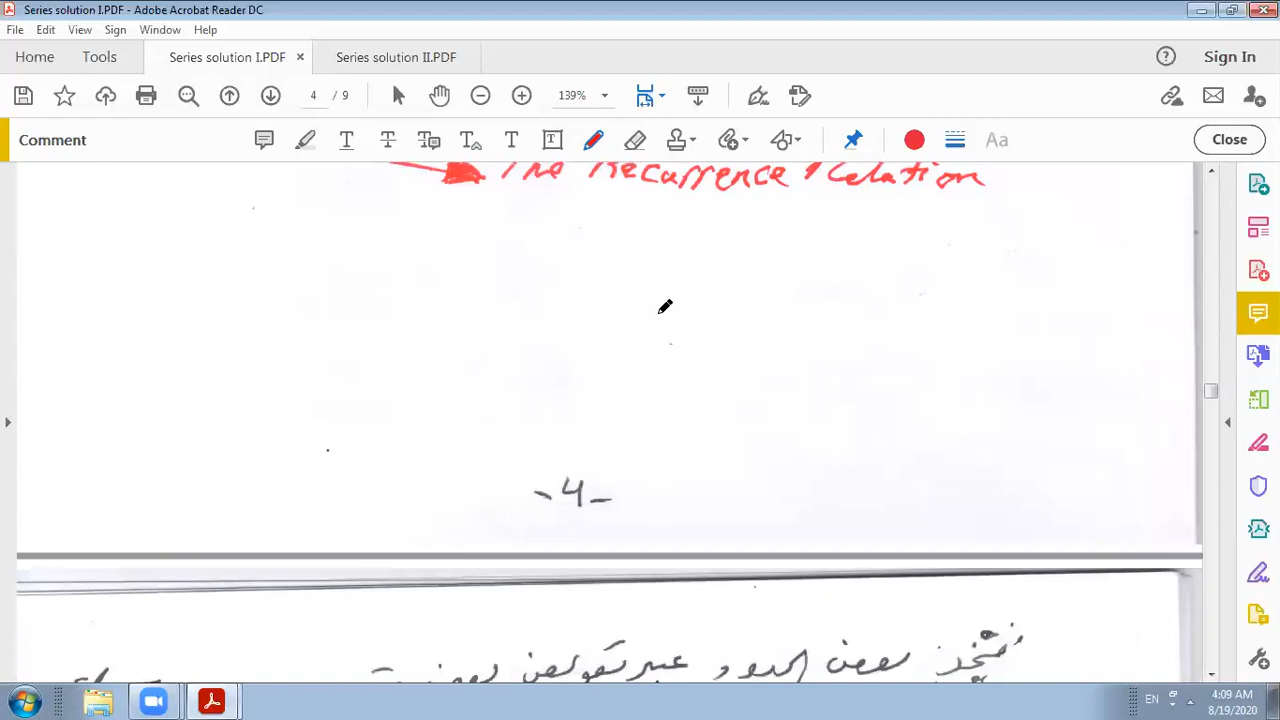 Series solution I.PDF - Adobe Acrobat Reader DC
File Edit View Sign Window Help
Home Tools Series solution I.PDF × Series solution II.PDF Sign In
4 / 9 139%
Comment Close
The Recurrence Relation
-4-
الحدود
EN 4:09 AM
8/19/2020